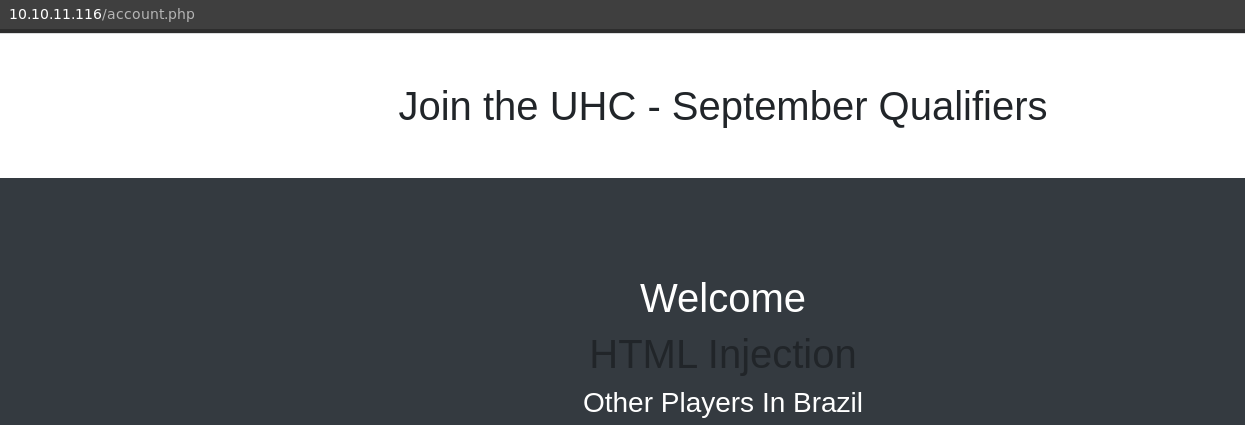 10.10.11.116/account.php
Join the UHC - September Qualifiers
Welcome
HTML Injection
Other Players In Brazil